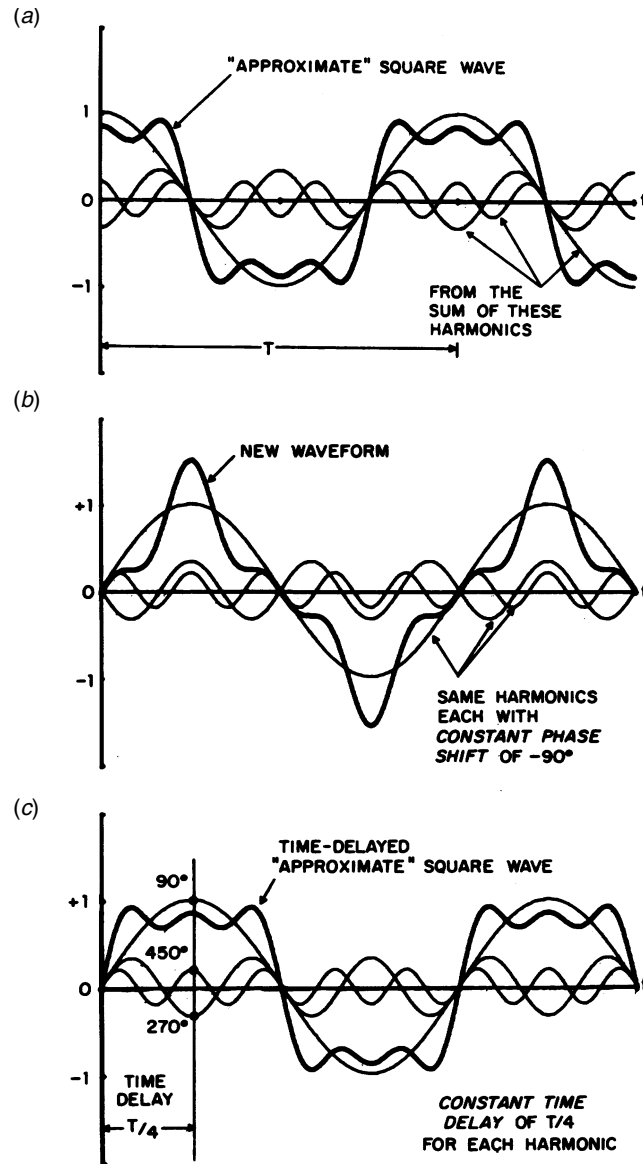 (a)
"APPROXIMATE" SQUARE WAVE
1
0
t
-1
FROM THE
SUM OF THESE
HARMONICS
T
(b)
NEW WAVEFORM
+1
0
t
-1
SAME HARMONICS
EACH WITH
CONSTANT PHASE
SHIFT OF -90°
(c)
TIME-DELAYED
"APPROXIMATE" SQUARE WAVE
90°
+1
450°
0
t
270°
-1
TIME
DELAY
T/4
CONSTANT TIME
DELAY OF T/4
FOR EACH HARMONIC